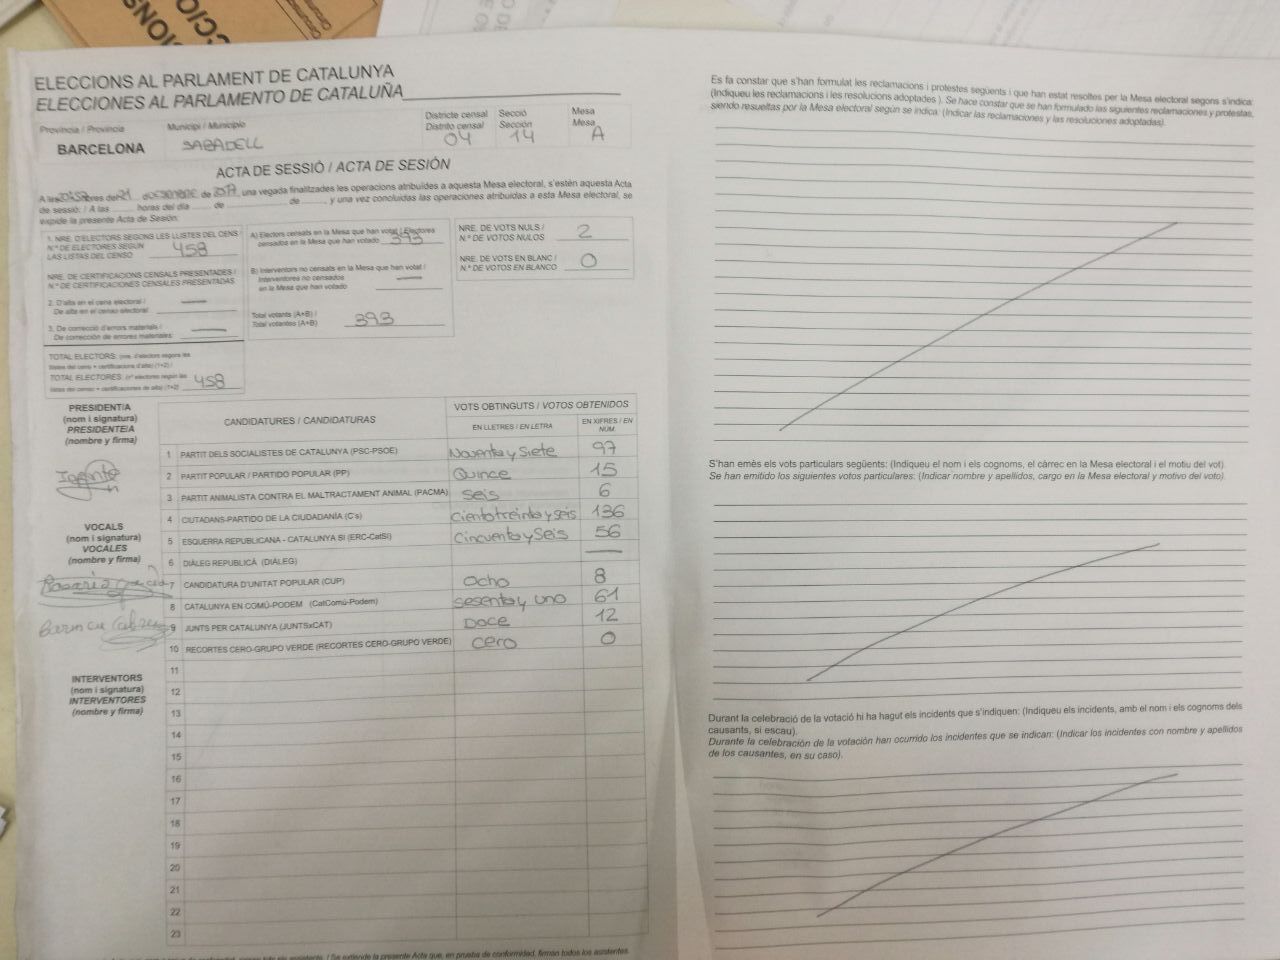 ELECCIONS AL PARLAMENT DE CATALUNYA
ELECCIONES AL PARLAMENTO DE CATALUÑA
Província / Provincia
BARCELONA
Municipi / Municipio
SABADELL
Districte censal
Distrito censal
04
Secció
Sección
14
Mesa
Mesa
A
ACTA DE SESSIÓ / ACTA DE SESIÓN
A les 20:58 hores del 21 DICIEMBRE de 2017, una vegada finalitzades les operacions atribuïdes a aquesta Mesa electoral, s'estén aquesta Acta
de sessió: / A las horas del día de de , y una vez concluidas las operaciones atribuidas a esta Mesa electoral, se
expide la presente Acta de Sesión:
1. NRE. D'ELECTORS SEGONS LES LLISTES DEL CENS /
N.º DE ELECTORES SEGÚN
LAS LISTAS DEL CENSO 458
NRE. DE CERTIFICACIONS CENSALS PRESENTADES /
N.º DE CERTIFICACIONES CENSALES PRESENTADAS
2. D'alta en el cens electoral /
De alta en el censo electoral
3. De correcció d'errors materials /
De corrección de errores materiales
TOTAL ELECTORS: (nre. d'electors segons les
llistes del cens + certificacions d'alta) (1+2) /
TOTAL ELECTORES: (nº electores según las
listas del censo + certificaciones de alta) (1+2) 458
A) Electors censats en la Mesa que han votat / Electores
censados en la Mesa que han votado 393
B) Interventors no censats en la Mesa que han votat /
Interventores no censados
en la Mesa que han votado
Total votants (A+B) /
Total votantes (A+B) 393
NRE. DE VOTS NULS /
N.º DE VOTOS NULOS 2
NRE. DE VOTS EN BLANC /
N.º DE VOTOS EN BLANCO 0
PRESIDENT/A
(nom i signatura)
PRESIDENTE/A
(nombre y firma)
VOCALS
(nom i signatura)
VOCALES
(nombre y firma)
Rosario
INTERVENTORS
(nom i signatura)
INTERVENTORES
(nombre y firma)
CANDIDATURES / CANDIDATURAS
VOTS OBTINGUTS / VOTOS OBTENIDOS
EN LLETRES / EN LETRA
EN XIFRES / EN NÚM.
1 PARTIT DELS SOCIALISTES DE CATALUNYA (PSC-PSOE) Noventa y siete 97
2 PARTIT POPULAR / PARTIDO POPULAR (PP) Quince 15
3 PARTIT ANIMALISTA CONTRA EL MALTRACTAMENT ANIMAL (PACMA) Seis 6
4 CIUTADANS-PARTIDO DE LA CIUDADANÍA (C's) Ciento treinta y seis 136
5 ESQUERRA REPUBLICANA - CATALUNYA SÍ (ERC-CatSí) Cincuenta y Seis 56
6 DIÀLEG REPUBLICÀ (DIÀLEG)
7 CANDIDATURA D'UNITAT POPULAR (CUP) Ocho 8
8 CATALUNYA EN COMÚ-PODEM (CatComú-Podem) Sesenta y uno 61
9 JUNTS PER CATALUNYA (JUNTSxCAT) Doce 12
10 RECORTES CERO-GRUPO VERDE (RECORTES CERO-GRUPO VERDE) Cero 0
11
12
13
14
15
16
17
18
19
20
21
22
23
/ Se extiende la presente Acta que, en prueba de conformidad, firman todos los asistentes.
Es fa constar que s'han formulat les reclamacions i protestes següents i que han estat resoltes per la Mesa electoral segons s'indica:
(Indiqueu les reclamacions i les resolucions adoptades ). Se hace constar que se han formulado las siguientes reclamaciones y protestas,
siendo resueltas por la Mesa electoral según se indica. (Indicar las reclamaciones y las resoluciones adoptadas).
S'han emès els vots particulars següents: (Indiqueu el nom i els cognoms, el càrrec en la Mesa electoral i el motiu del vot).
Se han emitido los siguientes votos particulares: (Indicar nombre y apellidos, cargo en la Mesa electoral y motivo del voto).
Durant la celebració de la votació hi ha hagut els incidents que s'indiquen: (Indiqueu els incidents, amb el nom i els cognoms dels
causants, si escau).
Durante la celebración de la votación han ocurrido los incidentes que se indican: (Indicar los incidentes con nombre y apellidos
de los causantes, en su caso).